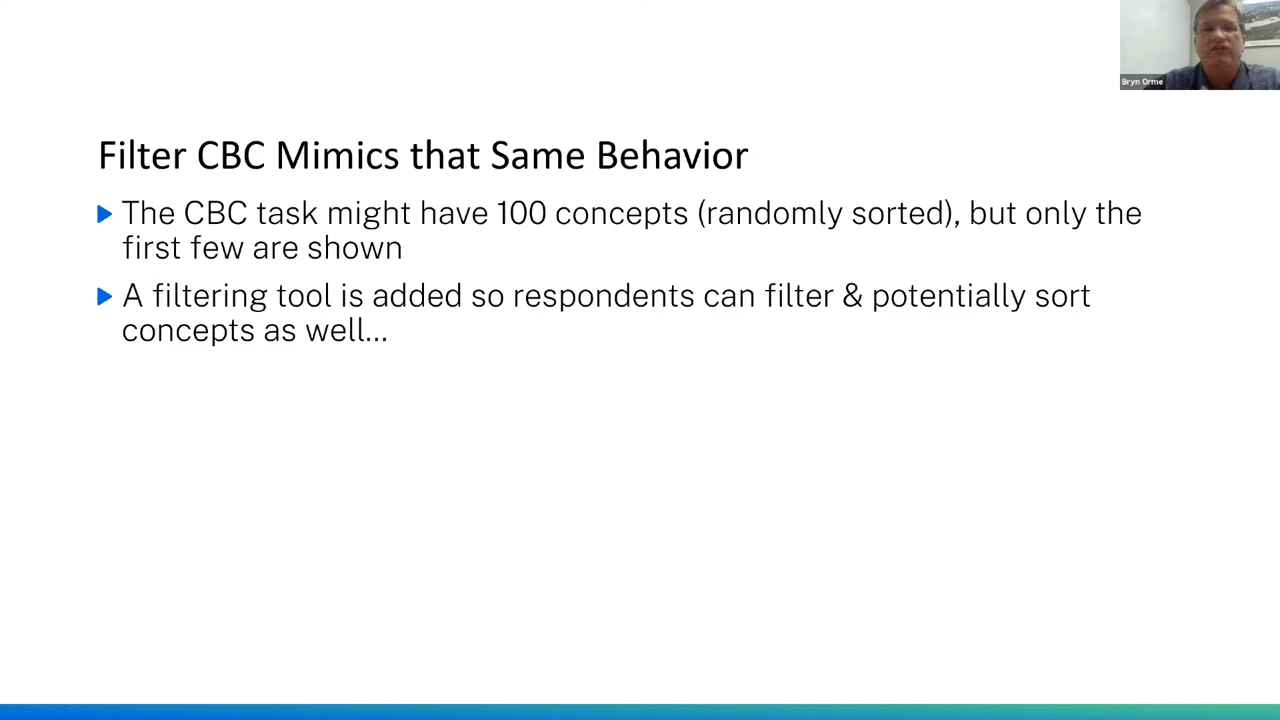 Bryn Orme
Filter CBC Mimics that Same Behavior
The CBC task might have 100 concepts (randomly sorted), but only the
first few are shown
A filtering tool is added so respondents can filter & potentially sort
concepts as well...